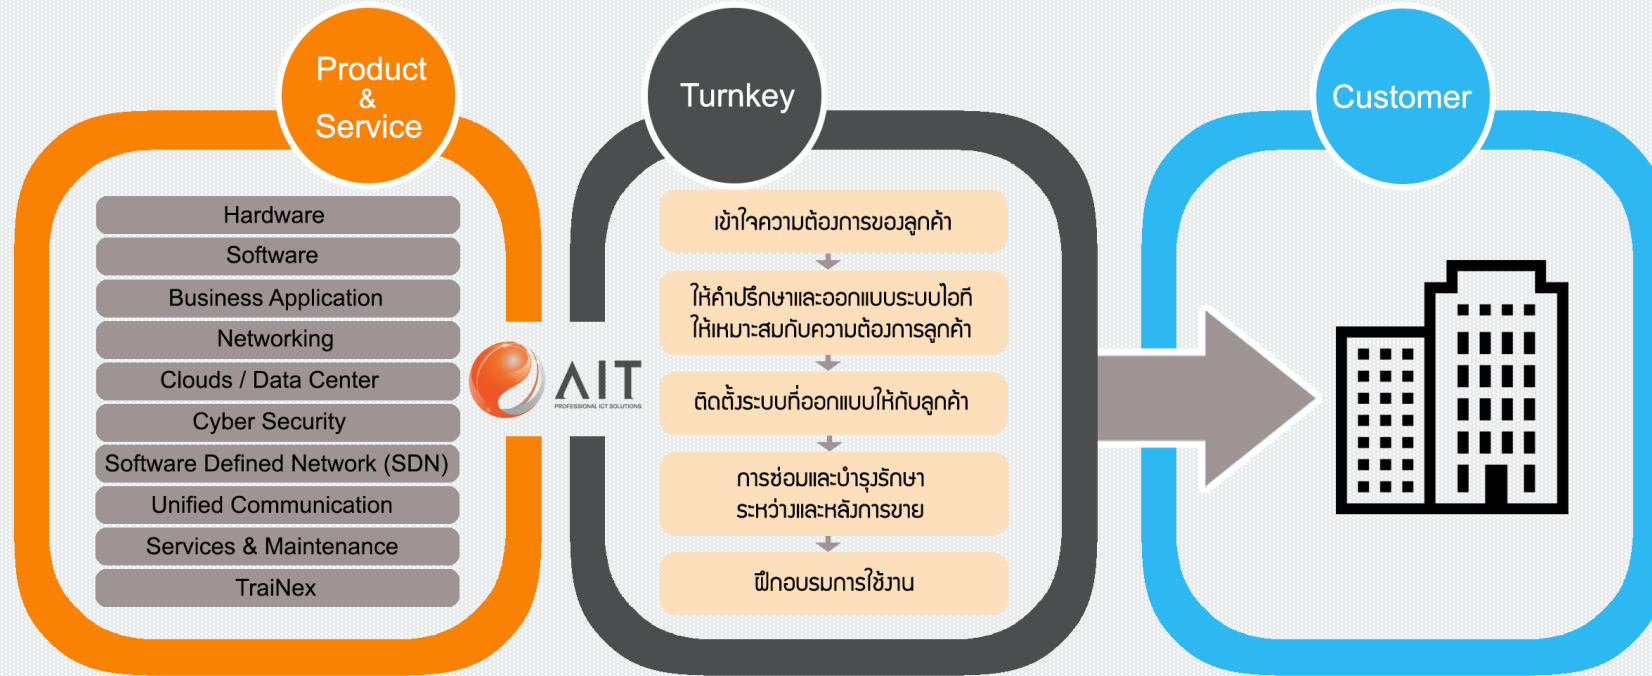 Product
&
Service
Hardware
Software
Business Application
Networking
Clouds / Data Center
Cyber Security
Software Defined Network (SDN)
Unified Communication
Services & Maintenance
TraiNex
AIT
PROFESSIONAL ICT SOLUTIONS
Turnkey
เข้าใจความต้องการของลูกค้า
ให้คำปรึกษาและออกแบบระบบไอที
ให้เหมาะสมกับความต้องการลูกค้า
ติดตั้งระบบที่ออกแบบให้กับลูกค้า
การซ่อมและบำรุงรักษา
ระหว่างและหลังการขาย
ฝึกอบรมการใช้งาน
Customer